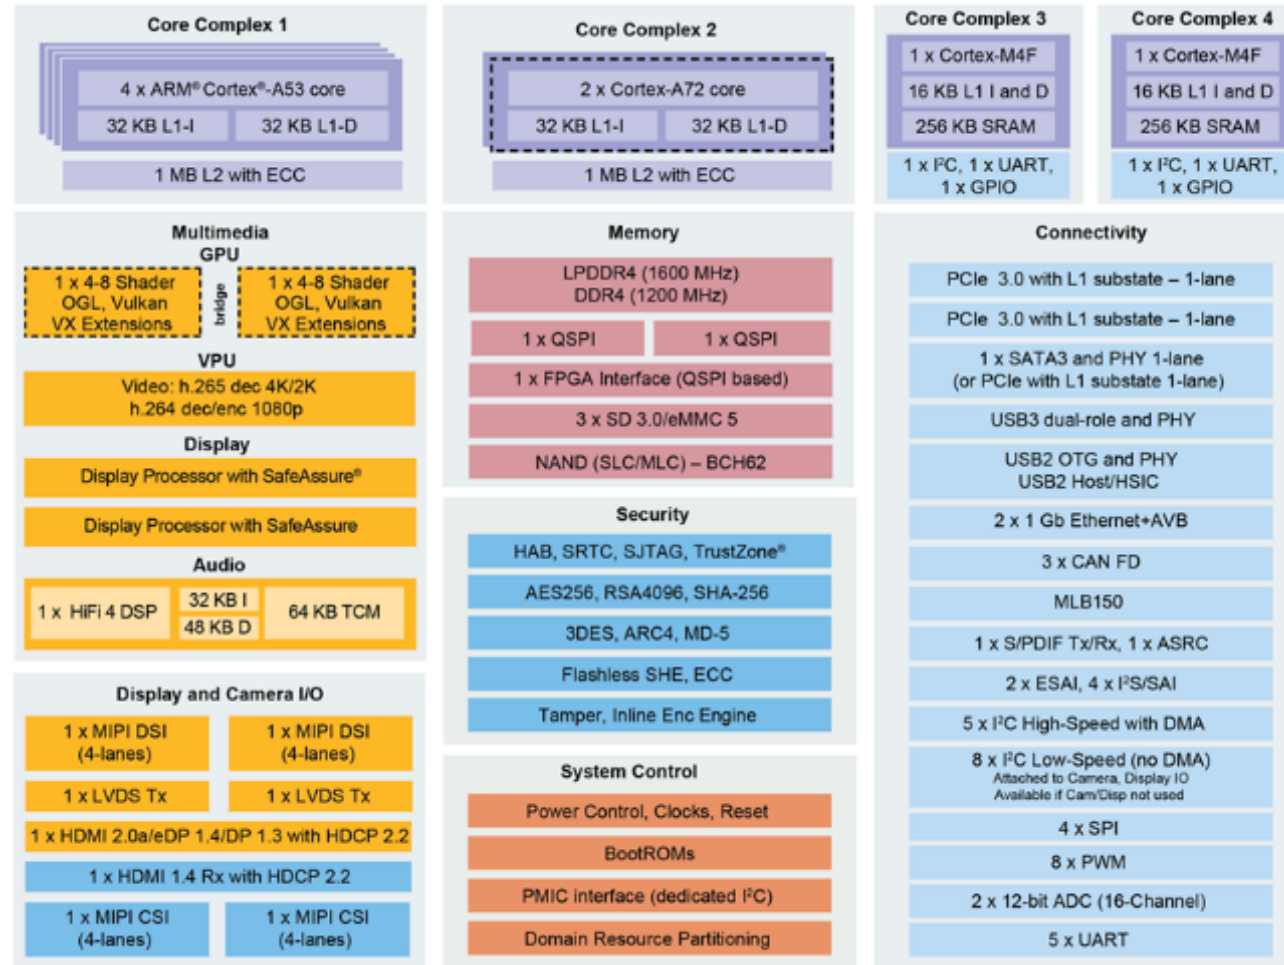 Core Complex 1
4 x ARM® Cortex®-A53 core
32 KB L1-I
32 KB L1-D
1 MB L2 with ECC
Core Complex 2
2 x Cortex-A72 core
32 KB L1-I
32 KB L1-D
1 MB L2 with ECC
Core Complex 3
1 x Cortex-M4F
16 KB L1 I and D
256 KB SRAM
1 x I²C, 1 x UART,
1 x GPIO
Core Complex 4
1 x Cortex-M4F
16 KB L1 I and D
256 KB SRAM
1 x I²C, 1 x UART,
1 x GPIO
Multimedia
GPU
1 x 4-8 Shader
OGL, Vulkan
VX Extensions
bridge
1 x 4-8 Shader
OGL, Vulkan
VX Extensions
VPU
Video: h.265 dec 4K/2K
h.264 dec/enc 1080p
Display
Display Processor with SafeAssure®
Display Processor with SafeAssure
Audio
1 x HiFi 4 DSP
32 KB I
48 KB D
64 KB TCM
Display and Camera I/O
1 x MIPI DSI
(4-lanes)
1 x MIPI DSI
(4-lanes)
1 x LVDS Tx
1 x LVDS Tx
1 x HDMI 2.0a/eDP 1.4/DP 1.3 with HDCP 2.2
1 x HDMI 1.4 Rx with HDCP 2.2
1 x MIPI CSI
(4-lanes)
1 x MIPI CSI
(4-lanes)
Memory
LPDDR4 (1600 MHz)
DDR4 (1200 MHz)
1 x QSPI
1 x QSPI
1 x FPGA Interface (QSPI based)
3 x SD 3.0/eMMC 5
NAND (SLC/MLC) – BCH62
Security
HAB, SRTC, SJTAG, TrustZone®
AES256, RSA4096, SHA-256
3DES, ARC4, MD-5
Flashless SHE, ECC
Tamper, Inline Enc Engine
System Control
Power Control, Clocks, Reset
BootROMs
PMIC interface (dedicated I²C)
Domain Resource Partitioning
Connectivity
PCIe 3.0 with L1 substate – 1-lane
PCIe 3.0 with L1 substate – 1-lane
1 x SATA3 and PHY 1-lane
(or PCIe with L1 substate 1-lane)
USB3 dual-role and PHY
USB2 OTG and PHY
USB2 Host/HSIC
2 x 1 Gb Ethernet+AVB
3 x CAN FD
MLB150
1 x S/PDIF Tx/Rx, 1 x ASRC
2 x ESAI, 4 x I²S/SAI
5 x I²C High-Speed with DMA
8 x I²C Low-Speed (no DMA)
Attached to Camera, Display IO
Available if Cam/Disp not used
4 x SPI
8 x PWM
2 x 12-bit ADC (16-Channel)
5 x UART